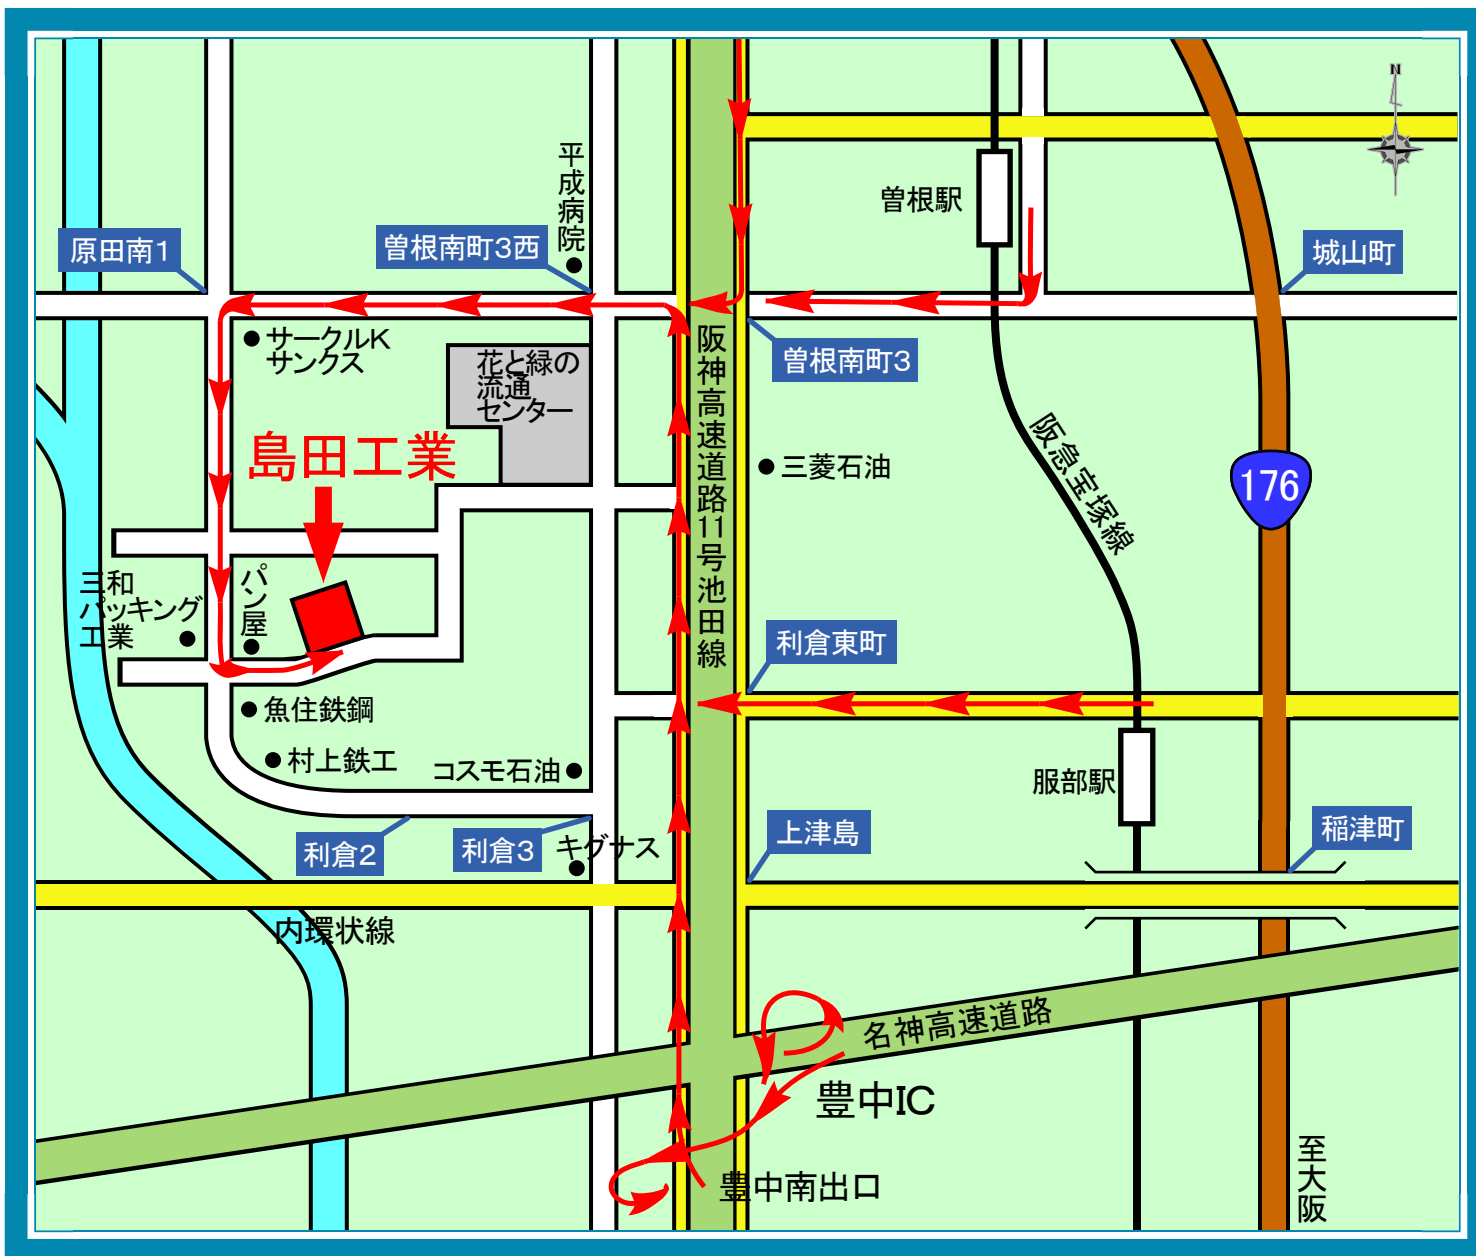 N
平成病院
曽根駅
原田南1
曽根南町3西
城山町
サークルK
サンクス
花と緑の
流通
センター
曽根南町3
阪神高速道路11号池田線
島田工業
三菱石油
阪急宝塚線
176
三和
パッキング
工業
パン屋
利倉東町
魚住鉄鋼
村上鉄工
コスモ石油
服部駅
利倉2
利倉3
キグナス
上津島
稲津町
内環状線
名神高速道路
豊中IC
豊中南出口
至大阪